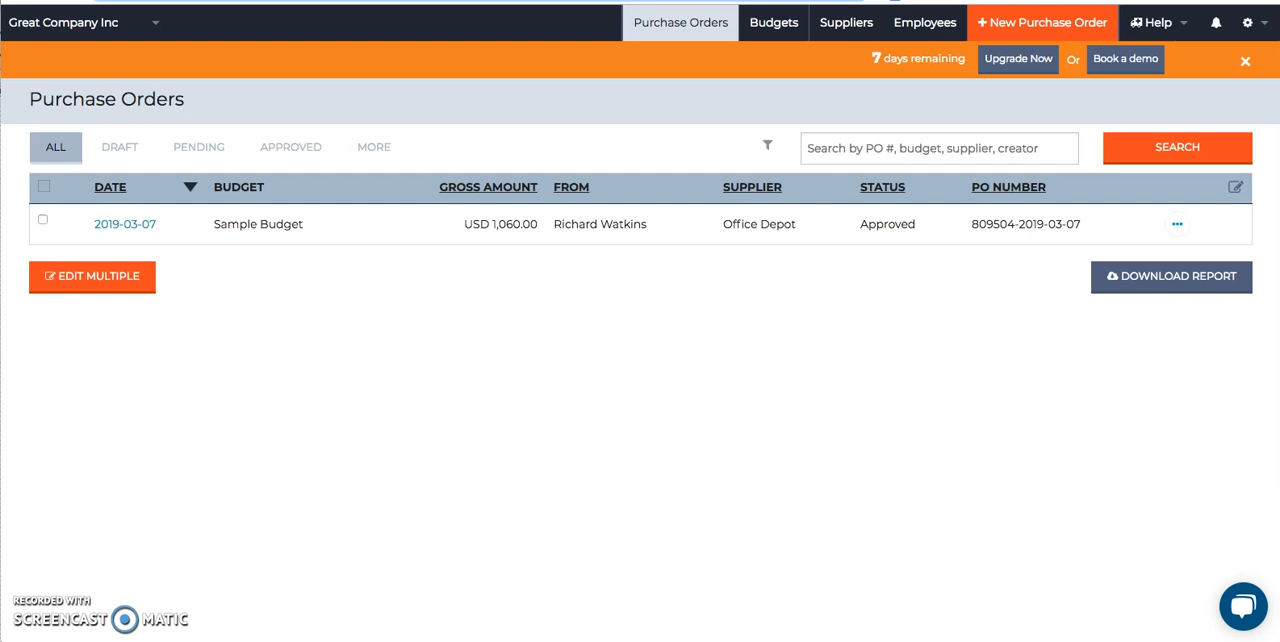 Great Company Inc Purchase Orders Budgets Suppliers Employees + New Purchase Order Help
7 days remaining Upgrade Now Or Book a demo
Purchase Orders
ALL DRAFT PENDING APPROVED MORE Search by PO #, budget, supplier, creator SEARCH
DATE BUDGET GROSS AMOUNT FROM SUPPLIER STATUS PO NUMBER
2019-03-07 Sample Budget USD 1,060.00 Richard Watkins Office Depot Approved 809504-2019-03-07
EDIT MULTIPLE DOWNLOAD REPORT
RECORDED WITH
SCREENCAST MATIC